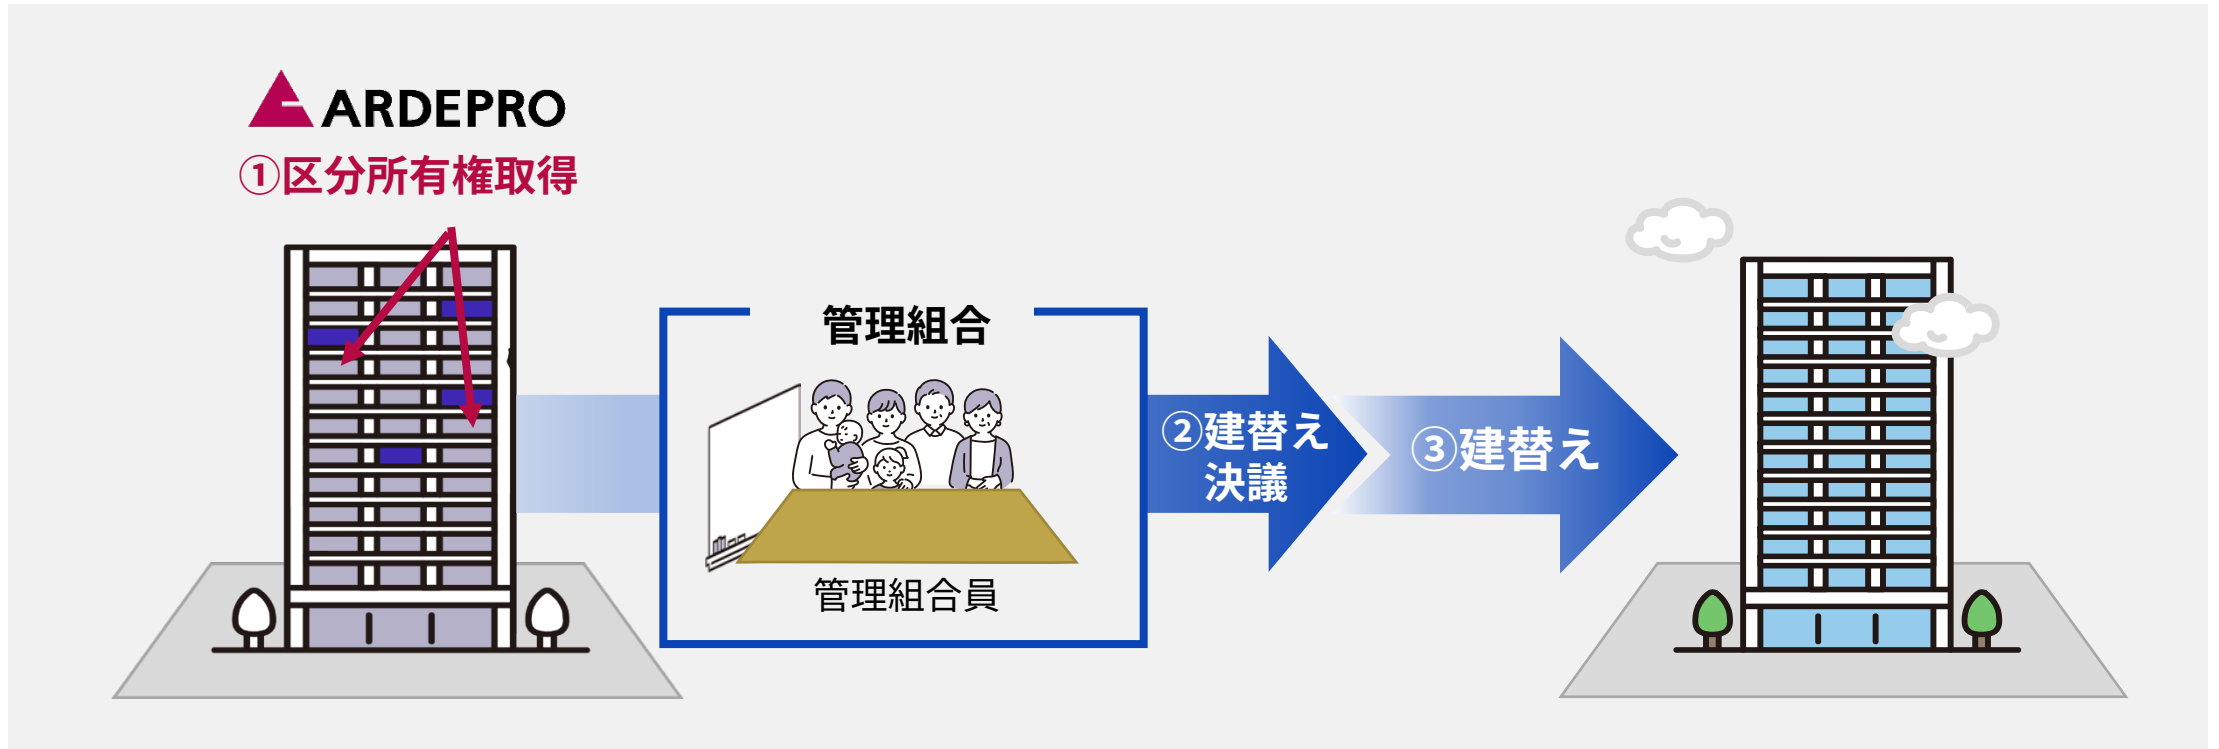 ARDEPRO
①区分所有権取得
管理組合
管理組合員
②建替え
決議
③建替え